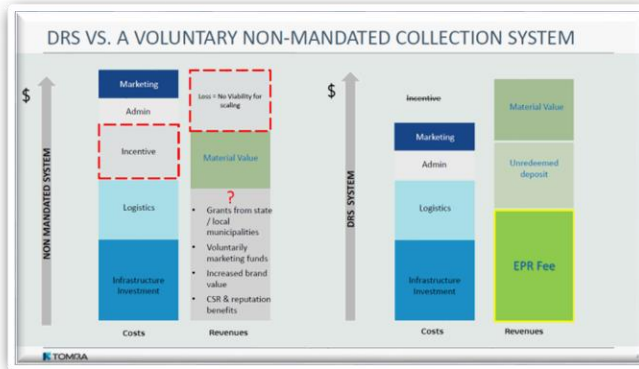 DRS VS. A VOLUNTARY NON-MANDATED COLLECTION SYSTEM
$
NON MANDATED SYSTEM
Marketing
Admin
Incentive
Logistics
Infrastructure
Investment
Costs
Loss = No Viability for
scaling
Material Value
?
• Grants from state
/ local
municipalities
• Voluntarily
marketing funds
• Increased brand
value
• CSR & reputation
benefits
Revenues
$
DRS SYSTEM
Incentive
Marketing
Admin
Logistics
Infrastructure
Investment
Costs
Material Value
Unredeemed
deposit
EPR Fee
Revenues
TOMRA